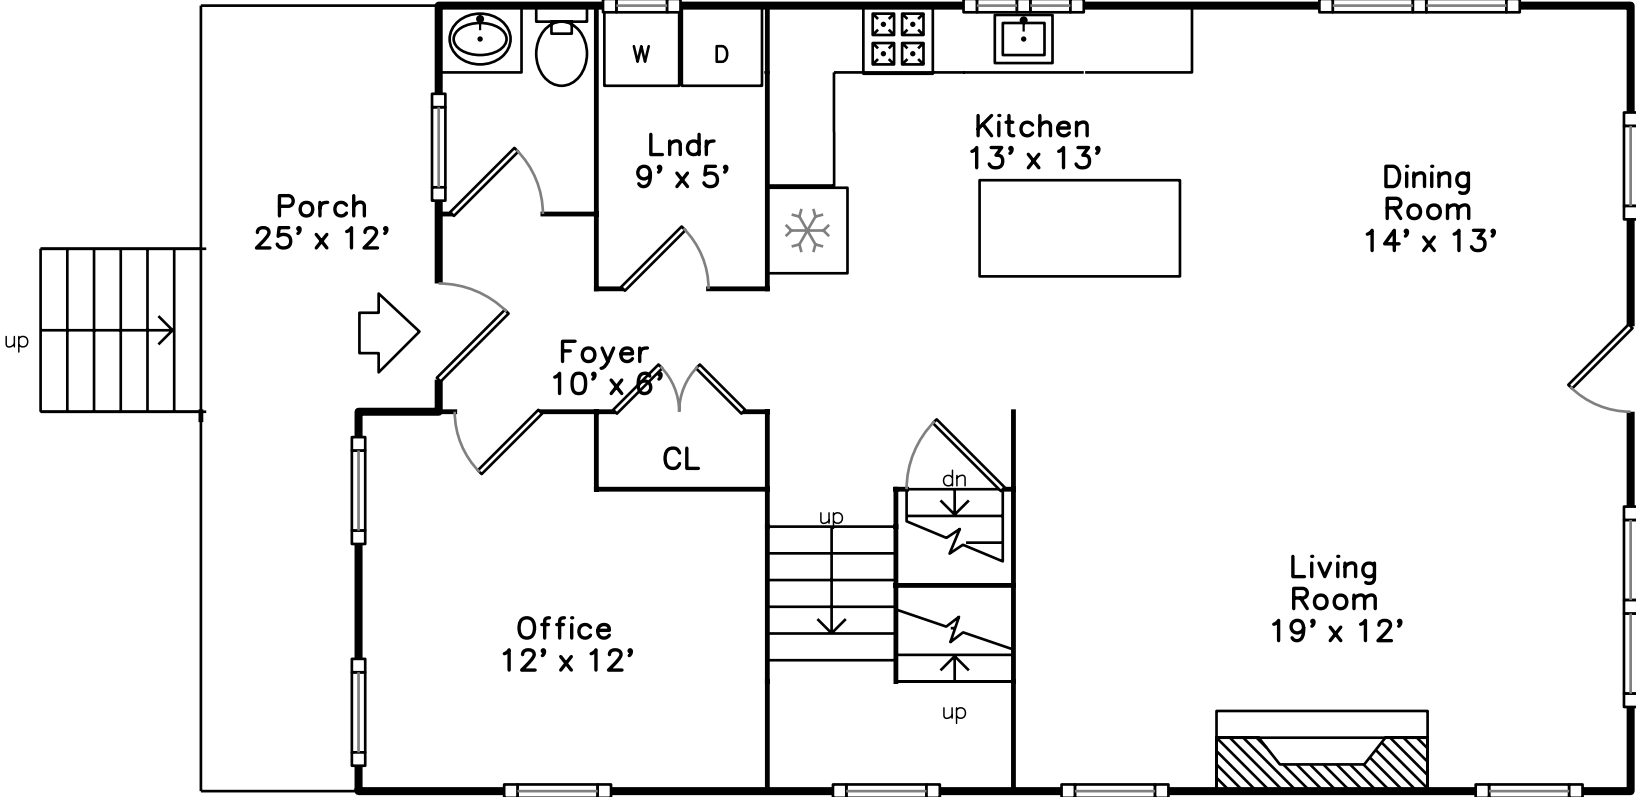 W
D
Lndr
9' x 5'
Kitchen
13' x 13'
Dining
Room
14' x 13'
Porch
25' x 12'
up
Foyer
10' x 6'
CL
dn
up
Office
12' x 12'
Living
Room
19' x 12'
up